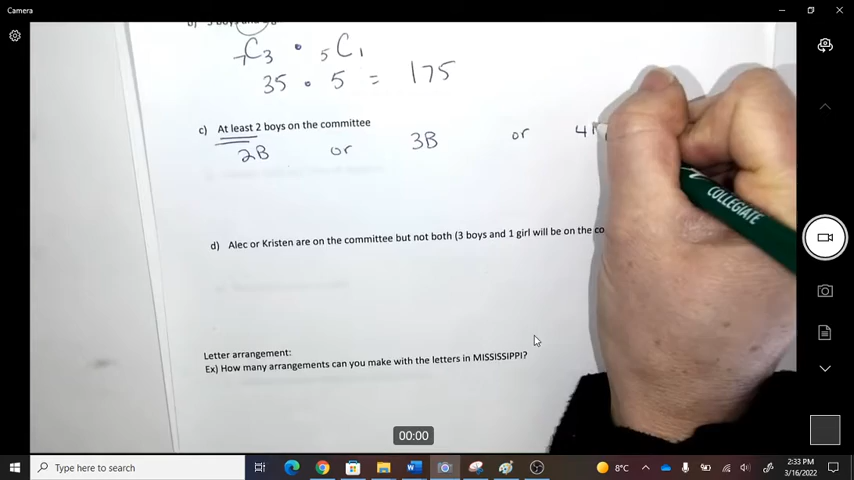 Camera
₇C₃ • ₅C₁
35 • 5 = 175
c) At least 2 boys on the committee
2B or 3B or 4
d) Alec or Kristen are on the committee but not both (3 boys and 1 girl will be on the co
Letter arrangement:
Ex) How many arrangements can you make with the letters in MISSISSIPPI?
COLLEGIATE
00:00
Type here to search
8°C
2:33 PM
3/16/2022